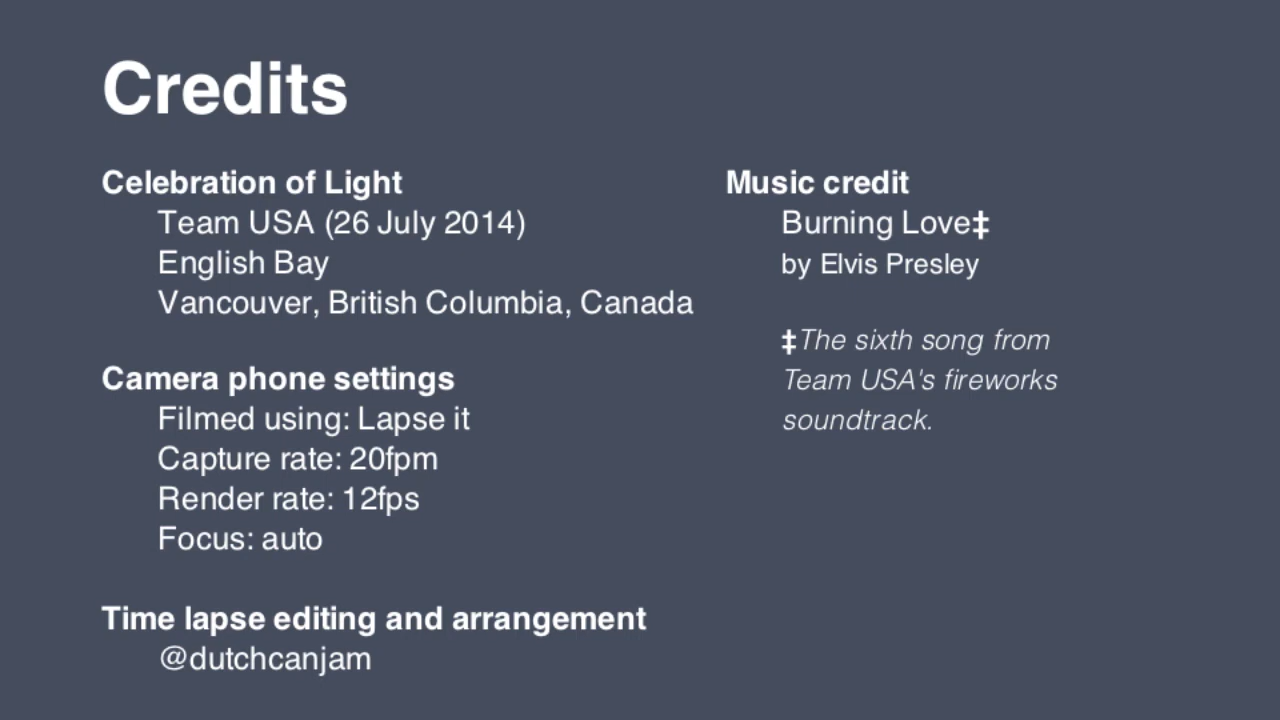 Credits
Celebration of Light
Team USA (26 July 2014)
English Bay
Vancouver, British Columbia, Canada
Camera phone settings
Filmed using: Lapse it
Capture rate: 20fpm
Render rate: 12fps
Focus: auto
Time lapse editing and arrangement
@dutchcanjam
Music credit
Burning Love‡
by Elvis Presley
‡The sixth song from
Team USA's fireworks
soundtrack.